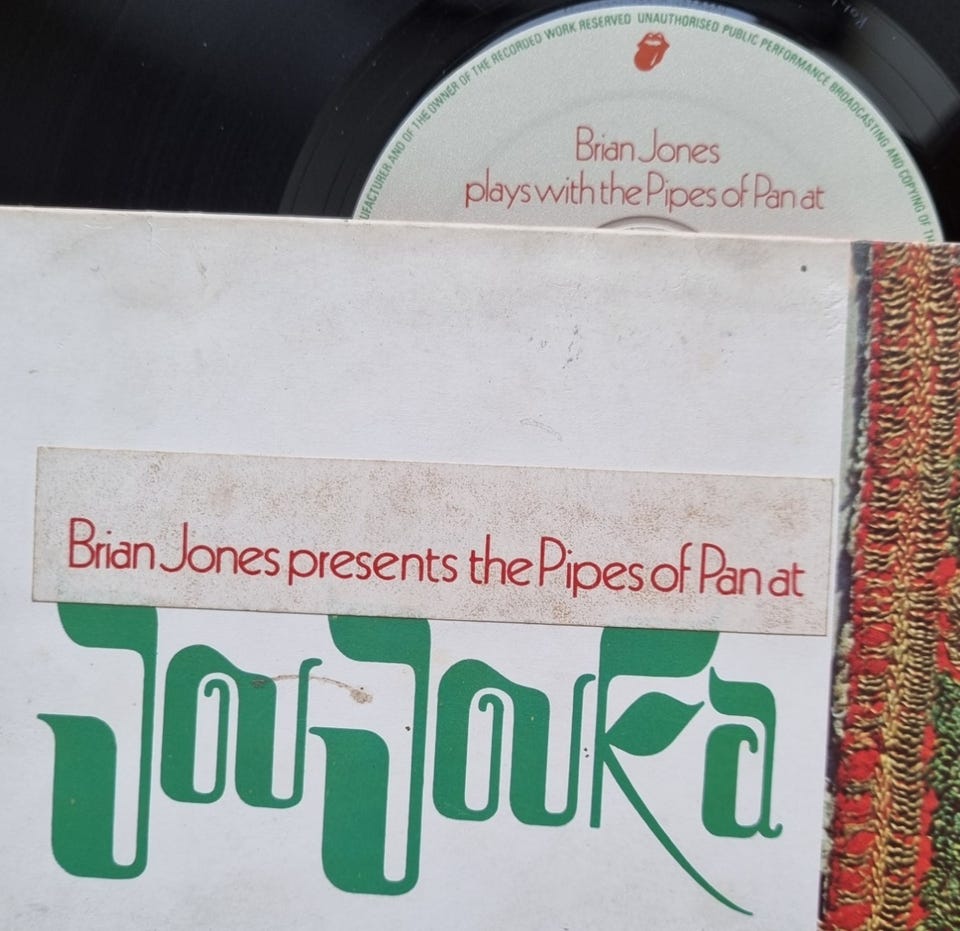 UFACTURER AND OF THE OWNER OF THE RECORDED WORK RESERVED UNAUTHORISED PUBLIC PERFORMANCE BROADCASTING AND COPYING OF TH
Brian Jones
plays with the Pipes of Pan at
Brian Jones presents the Pipes of Pan at
JouJouka